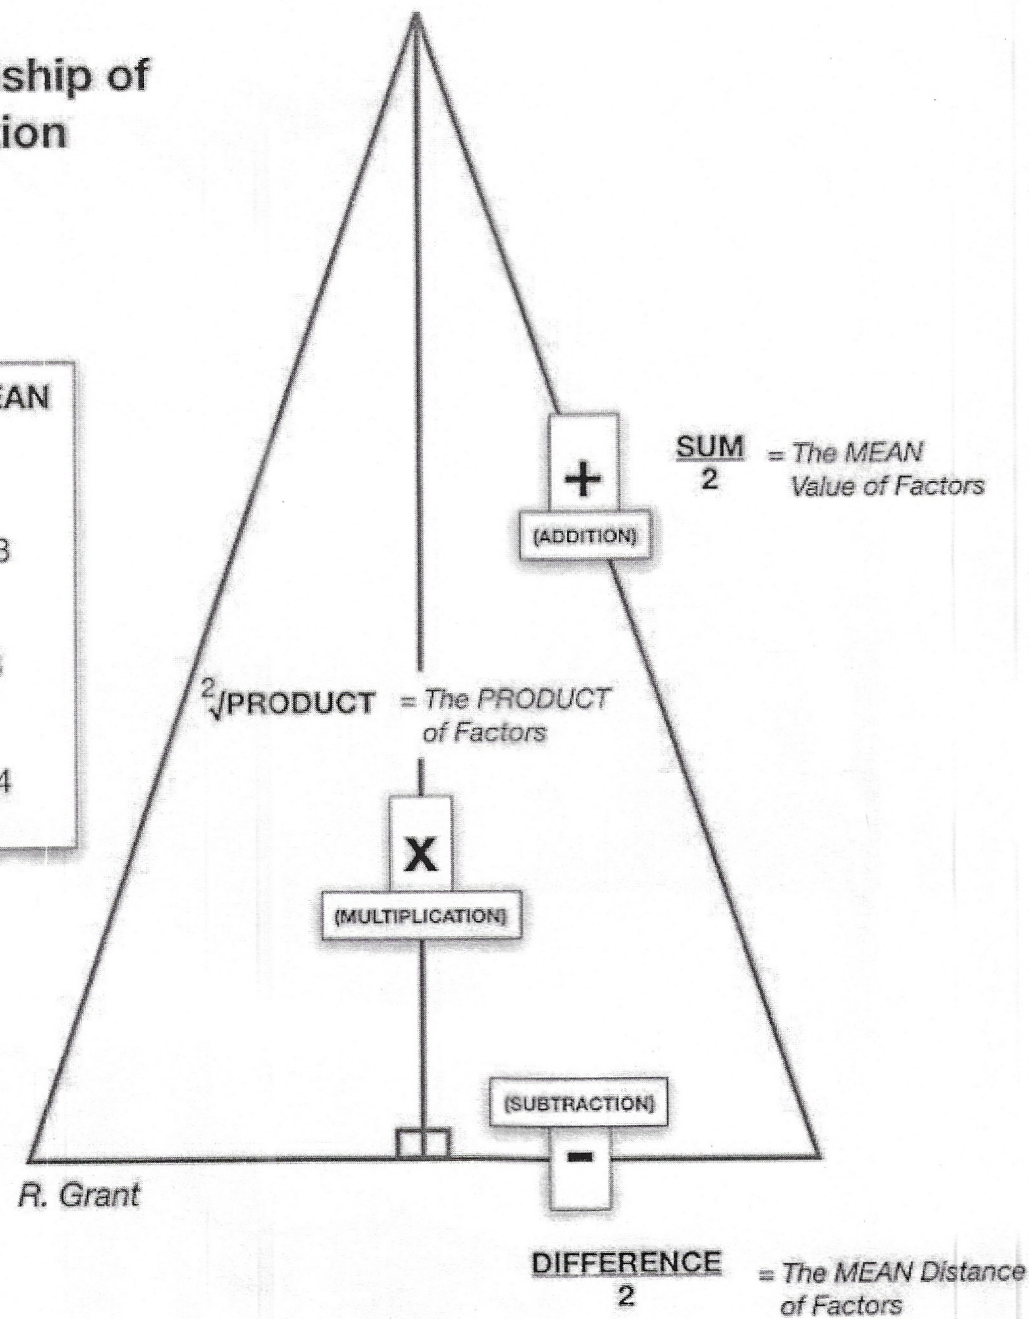 ship of
ion
EAN
3
4
+
(ADDITION)
SUM
2
= The MEAN
Value of Factors
²√PRODUCT = The PRODUCT
of Factors
X
(MULTIPLICATION)
(SUBTRACTION)
-
R. Grant
DIFFERENCE
2
= The MEAN Distance
of Factors